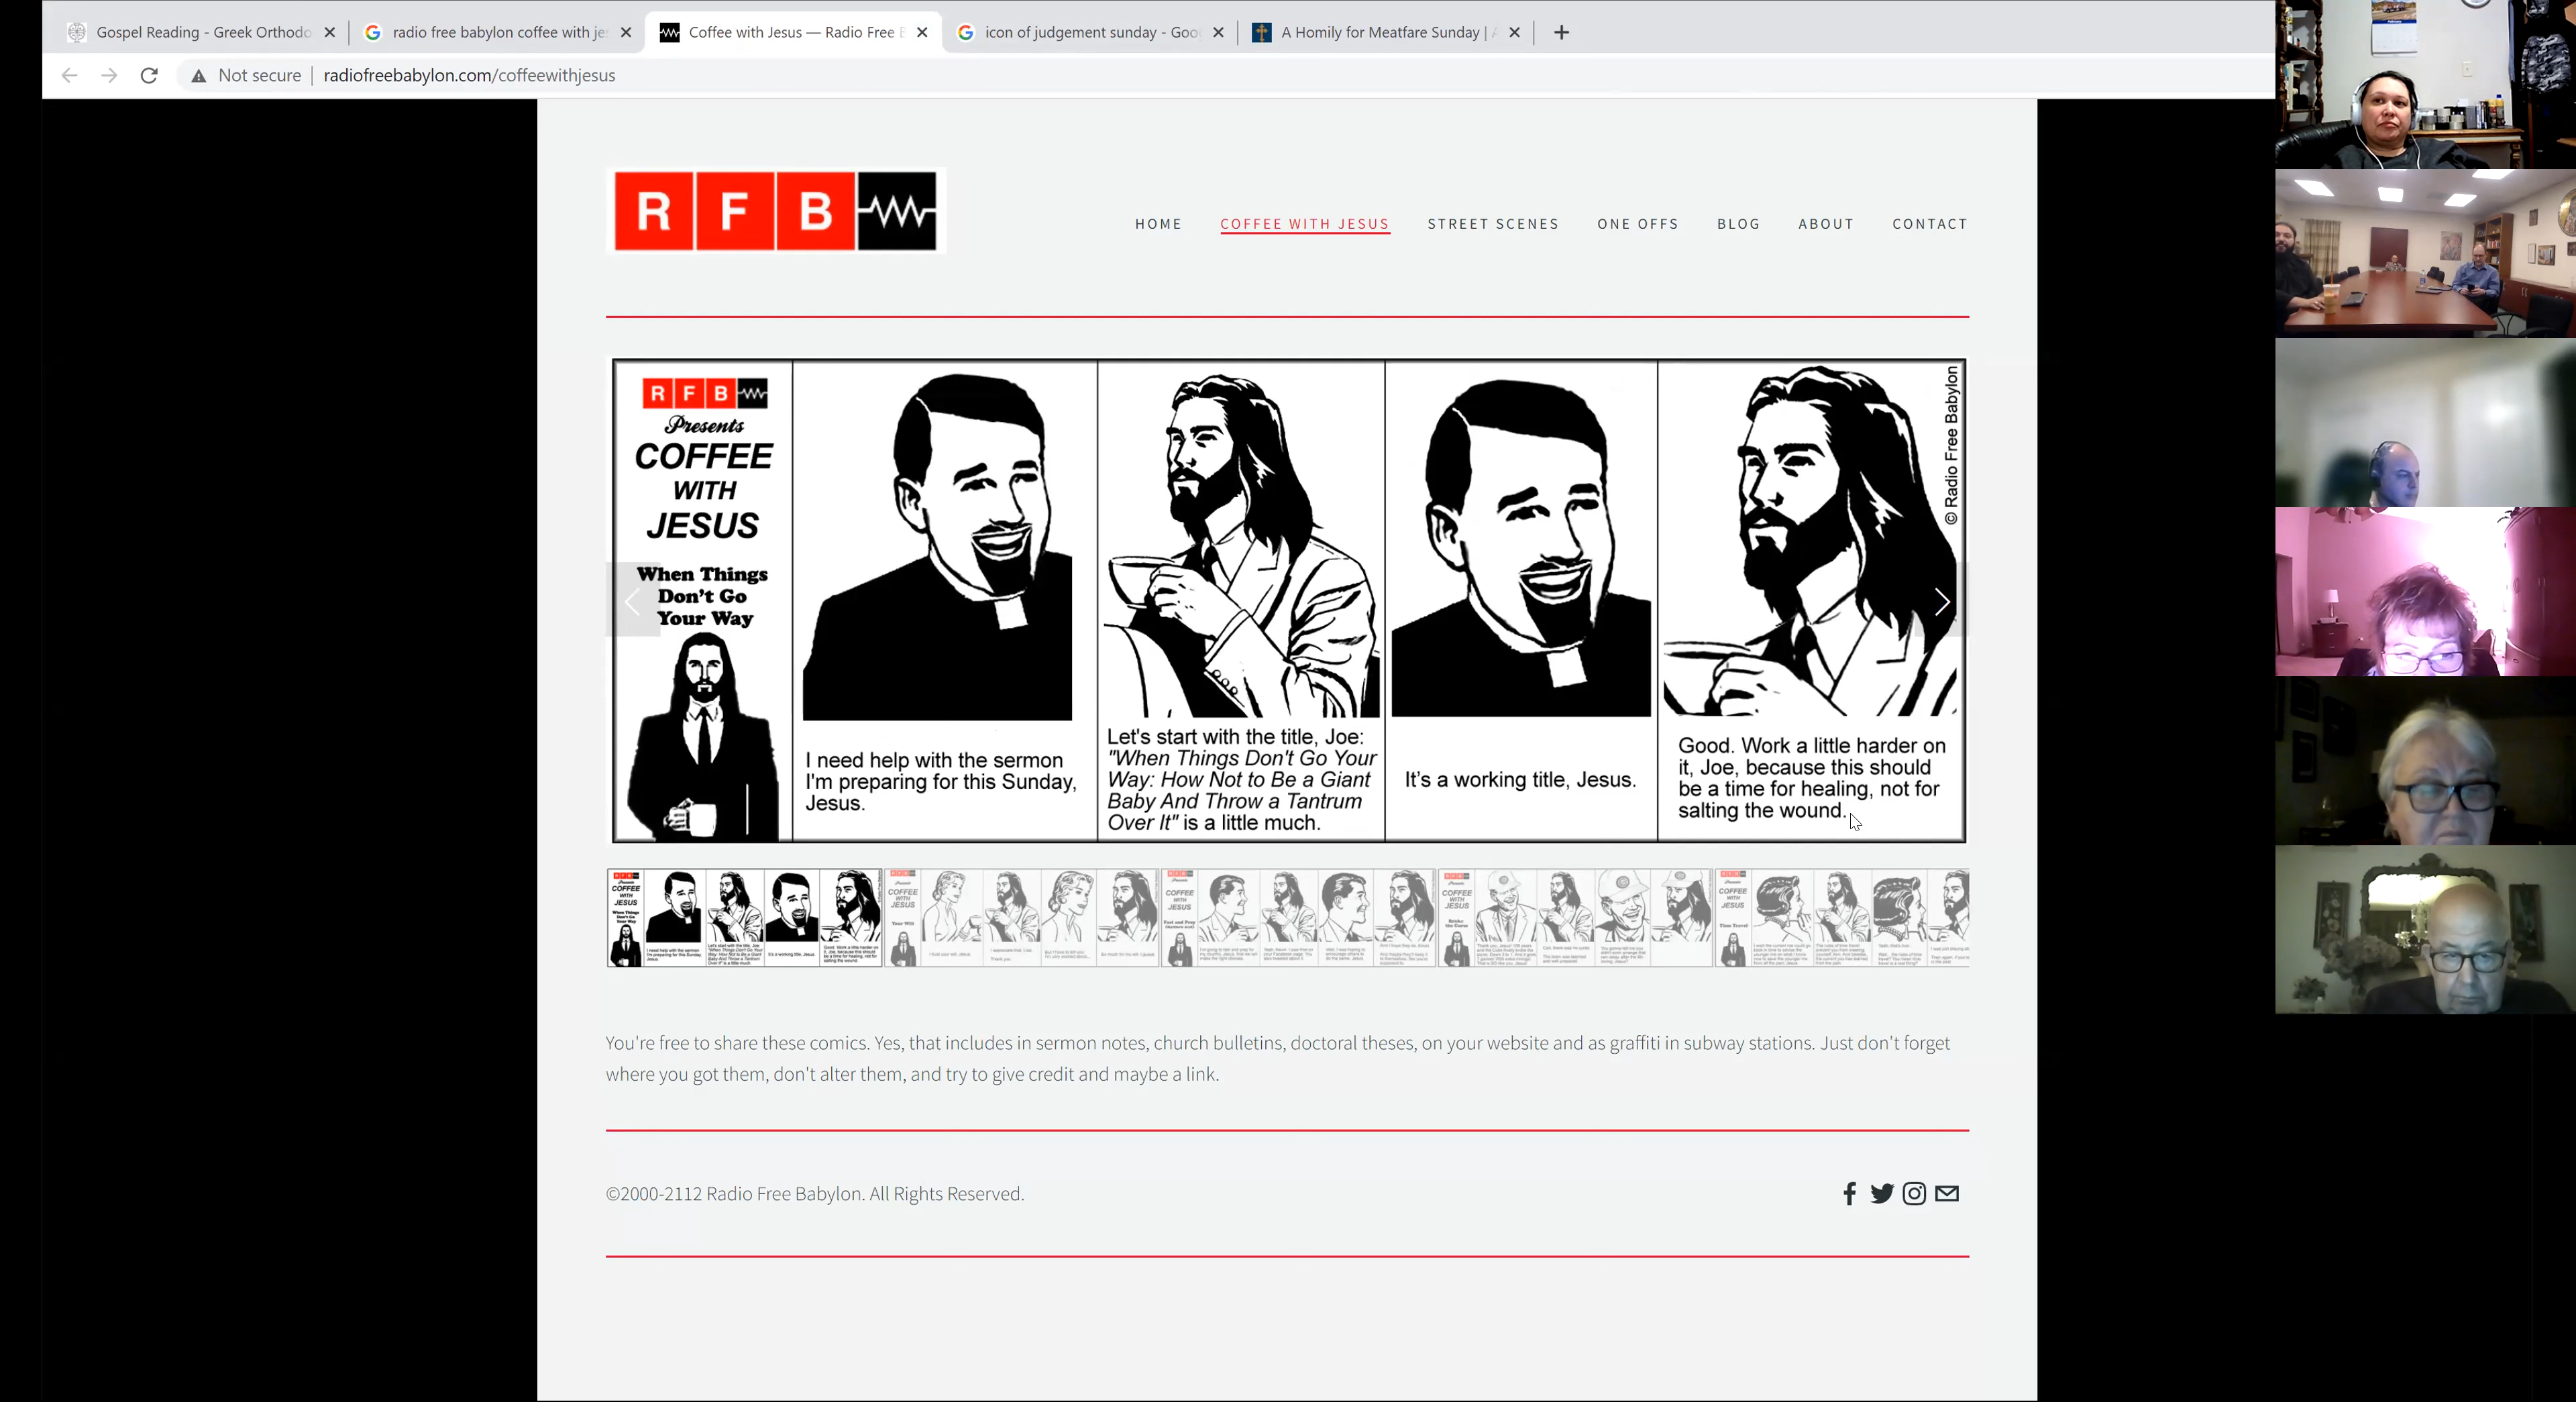 Gospel Reading - Greek Orthodo
radio free babylon coffee with je
Coffee with Jesus — Radio Free
icon of judgement sunday - Goo
A Homily for Meatfare Sunday |
Not secure
radiofreebabylon.com/coffeewithjesus
R F B
HOME
COFFEE WITH JESUS
STREET SCENES
ONE OFFS
BLOG
ABOUT
CONTACT
R F B
Presents
COFFEE
WITH
JESUS
When Things
Don't Go
Your Way
I need help with the sermon
I'm preparing for this Sunday,
Jesus.
Let's start with the title, Joe:
"When Things Don't Go Your
Way: How Not to Be a Giant
Baby And Throw a Tantrum
Over It" is a little much.
It's a working title, Jesus.
Good. Work a little harder on
it, Joe, because this should
be a time for healing, not for
salting the wound.
© Radio Free Babylon
You're free to share these comics. Yes, that includes in sermon notes, church bulletins, doctoral theses, on your website and as graffiti in subway stations. Just don't forget
where you got them, don't alter them, and try to give credit and maybe a link.
©2000-2112 Radio Free Babylon. All Rights Reserved.